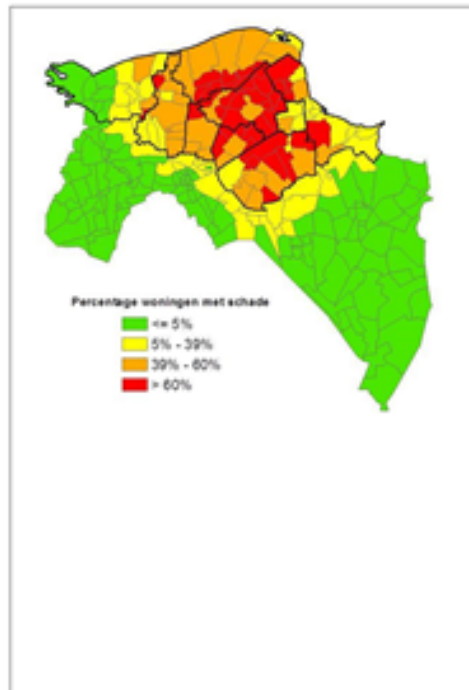 Percentage woningen met schade
<= 5%
5% - 39%
39% - 60%
> 60%